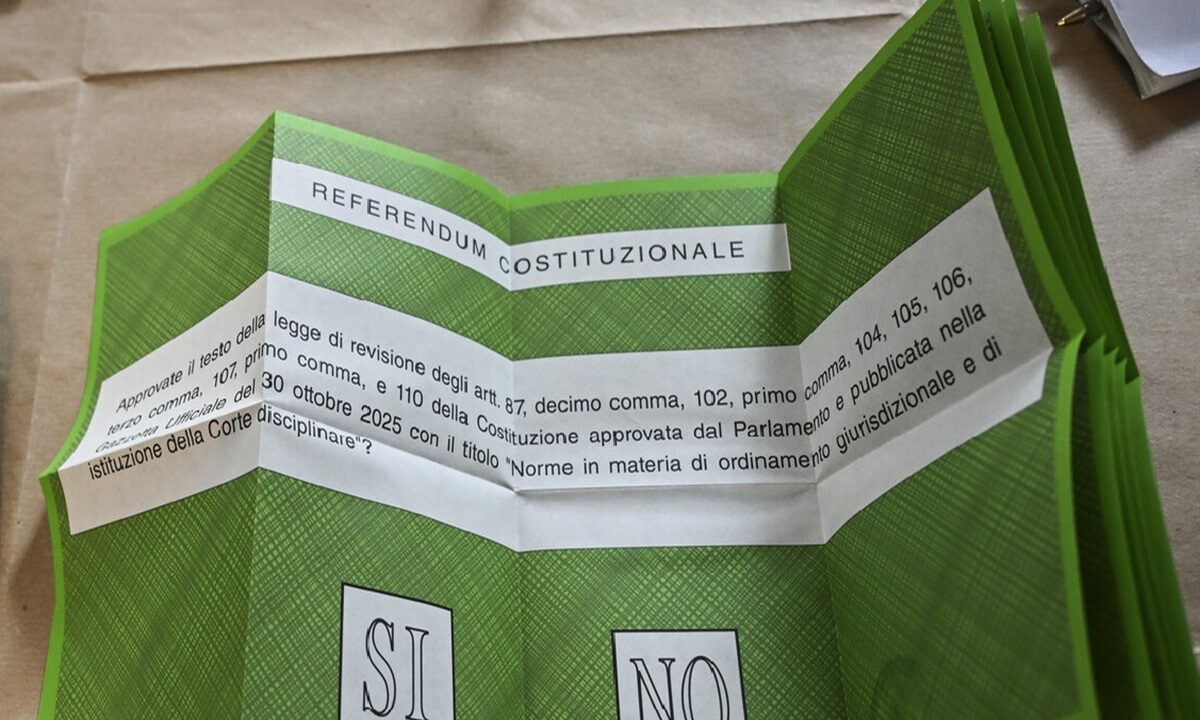 REFERENDUM COSTITUZIONALE
Approvate il testo della legge di revisione degli artt. 87, decimo comma, 102, primo comma, 104, 105, 106,
terzo comma, 107, primo comma, e 110 della Costituzione approvata dal Parlamento e pubblicata nella
Gazzetta Ufficiale del 30 ottobre 2025 con il titolo "Norme in materia di ordinamento giurisdizionale e di
istituzione della Corte disciplinare"?
SI NO